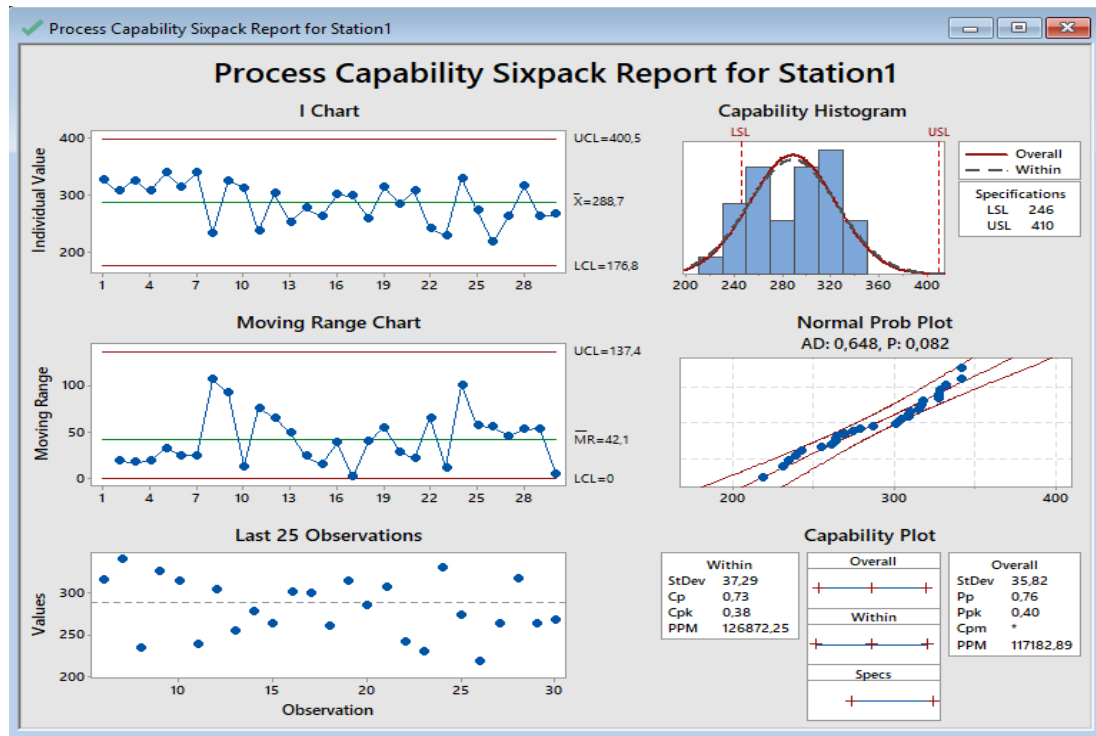 Process Capability Sixpack Report for Station1
Process Capability Sixpack Report for Station1
I Chart
Individual Value
400
300
200
UCL=400,5
X=288,7
LCL=176,8
1 4 7 10 13 16 19 22 25 28
Capability Histogram
LSL USL
200 240 280 320 360 400
Overall
Within
Specifications
LSL 246
USL 410
Moving Range Chart
Moving Range
100
50
0
UCL=137,4
MR=42,1
LCL=0
1 4 7 10 13 16 19 22 25 28
Normal Prob Plot
AD: 0,648, P: 0,082
200 300 400
Last 25 Observations
Values
300
250
200
10 15 20 25 30
Observation
Capability Plot
Within
StDev 37,29
Cp 0,73
Cpk 0,38
PPM 126872,25
Overall
Within
Specs
Overall
StDev 35,82
Pp 0,76
Ppk 0,40
Cpm *
PPM 117182,89